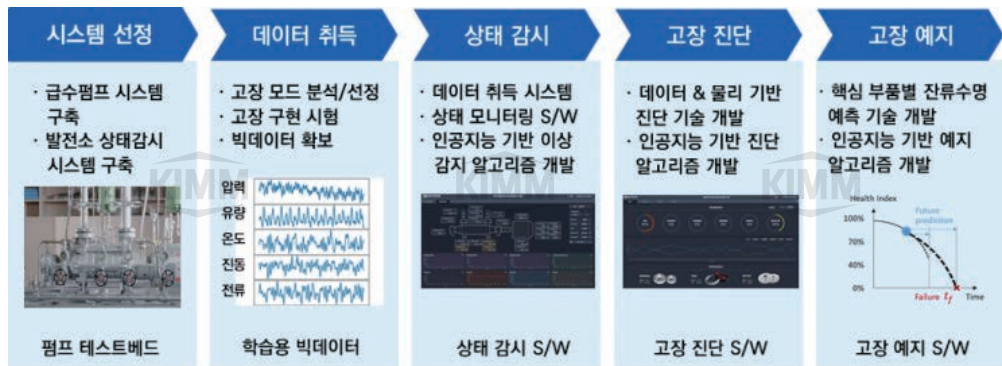 시스템 선정
· 급수펌프 시스템
구축
· 발전소 상태감시
시스템 구축
펌프 테스트베드
데이터 취득
· 고장 모드 분석/선정
· 고장 구현 시험
· 빅데이터 확보
압력
유량
온도
진동
전류
학습용 빅데이터
상태 감시
· 데이터 취득 시스템
· 상태 모니터링 S/W
· 인공지능 기반 이상
감지 알고리즘 개발
상태 감시 S/W
고장 진단
· 데이터 & 물리 기반
진단 기술 개발
· 인공지능 기반 진단
알고리즘 개발
고장 진단 S/W
고장 예지
· 핵심 부품별 잔류수명
예측 기술 개발
· 인공지능 기반 예지
알고리즘 개발
Health Index
100%
70%
40%
0%
Future
prediction
Failure tf
Time
고장 예지 S/W
KIMM
KIMM
KIMM